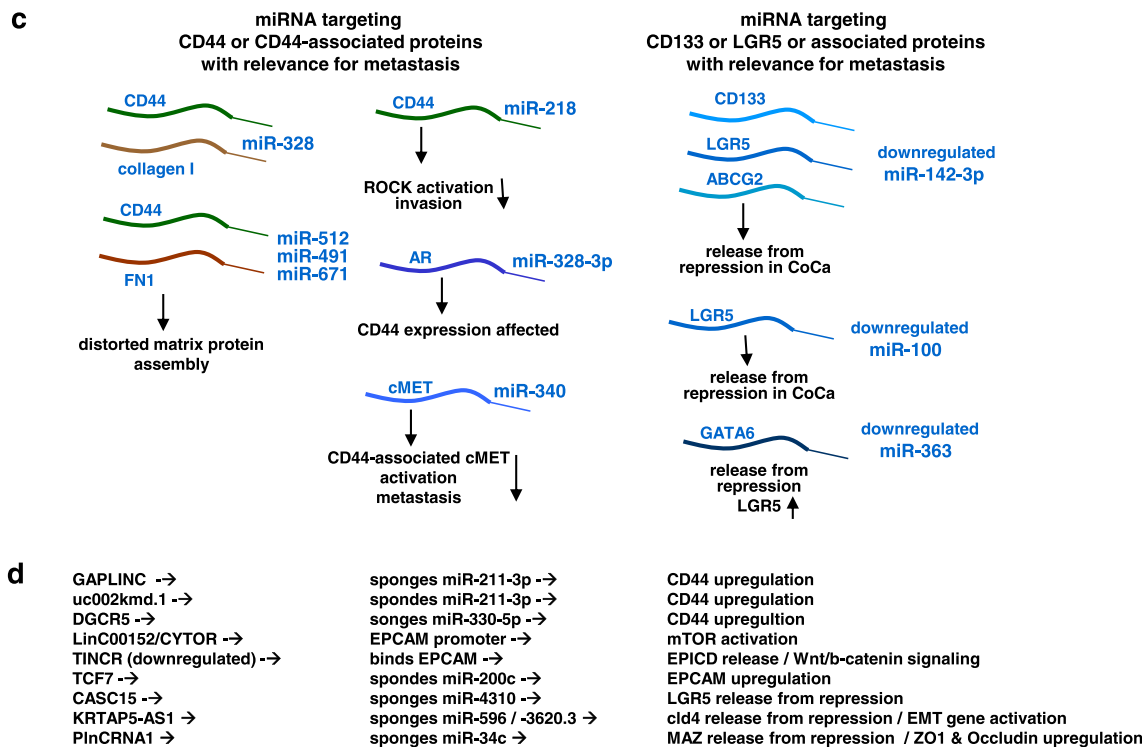 c
miRNA targeting
CD44 or CD44-associated proteins
with relevance for metastasis
CD44
miR-328
collagen I
CD44
miR-512
miR-491
miR-671
FN1
distorted matrix protein
assembly
CD44
miR-218
ROCK activation
invasion
AR
miR-328-3p
CD44 expression affected
cMET
miR-340
CD44-associated cMET
activation
metastasis
miRNA targeting
CD133 or LGR5 or associated proteins
with relevance for metastasis
CD133
LGR5
downregulated
miR-142-3p
ABCG2
release from
repression in CoCa
LGR5
downregulated
miR-100
release from
repression in CoCa
GATA6
downregulated
miR-363
release from
repression
LGR5
d
GAPLINC -→ sponges miR-211-3p -→ CD44 upregulation
uc002kmd.1 -→ spondes miR-211-3p -→ CD44 upregulation
DGCR5 -→ songes miR-330-5p -→ CD44 upregultion
LinC00152/CYTOR -→ EPCAM promoter -→ mTOR activation
TINCR (downregulated) -→ binds EPCAM -→ EPICD release / Wnt/b-catenin signaling
TCF7 -→ spondes miR-200c -→ EPCAM upregulation
CASC15 -→ sponges miR-4310 -→ LGR5 release from repression
KRTAP5-AS1 -→ sponges miR-596 / -3620.3 → cld4 release from repression / EMT gene activation
PlnCRNA1 -→ sponges miR-34c -→ MAZ release from repression / ZO1 & Occludin upregulation